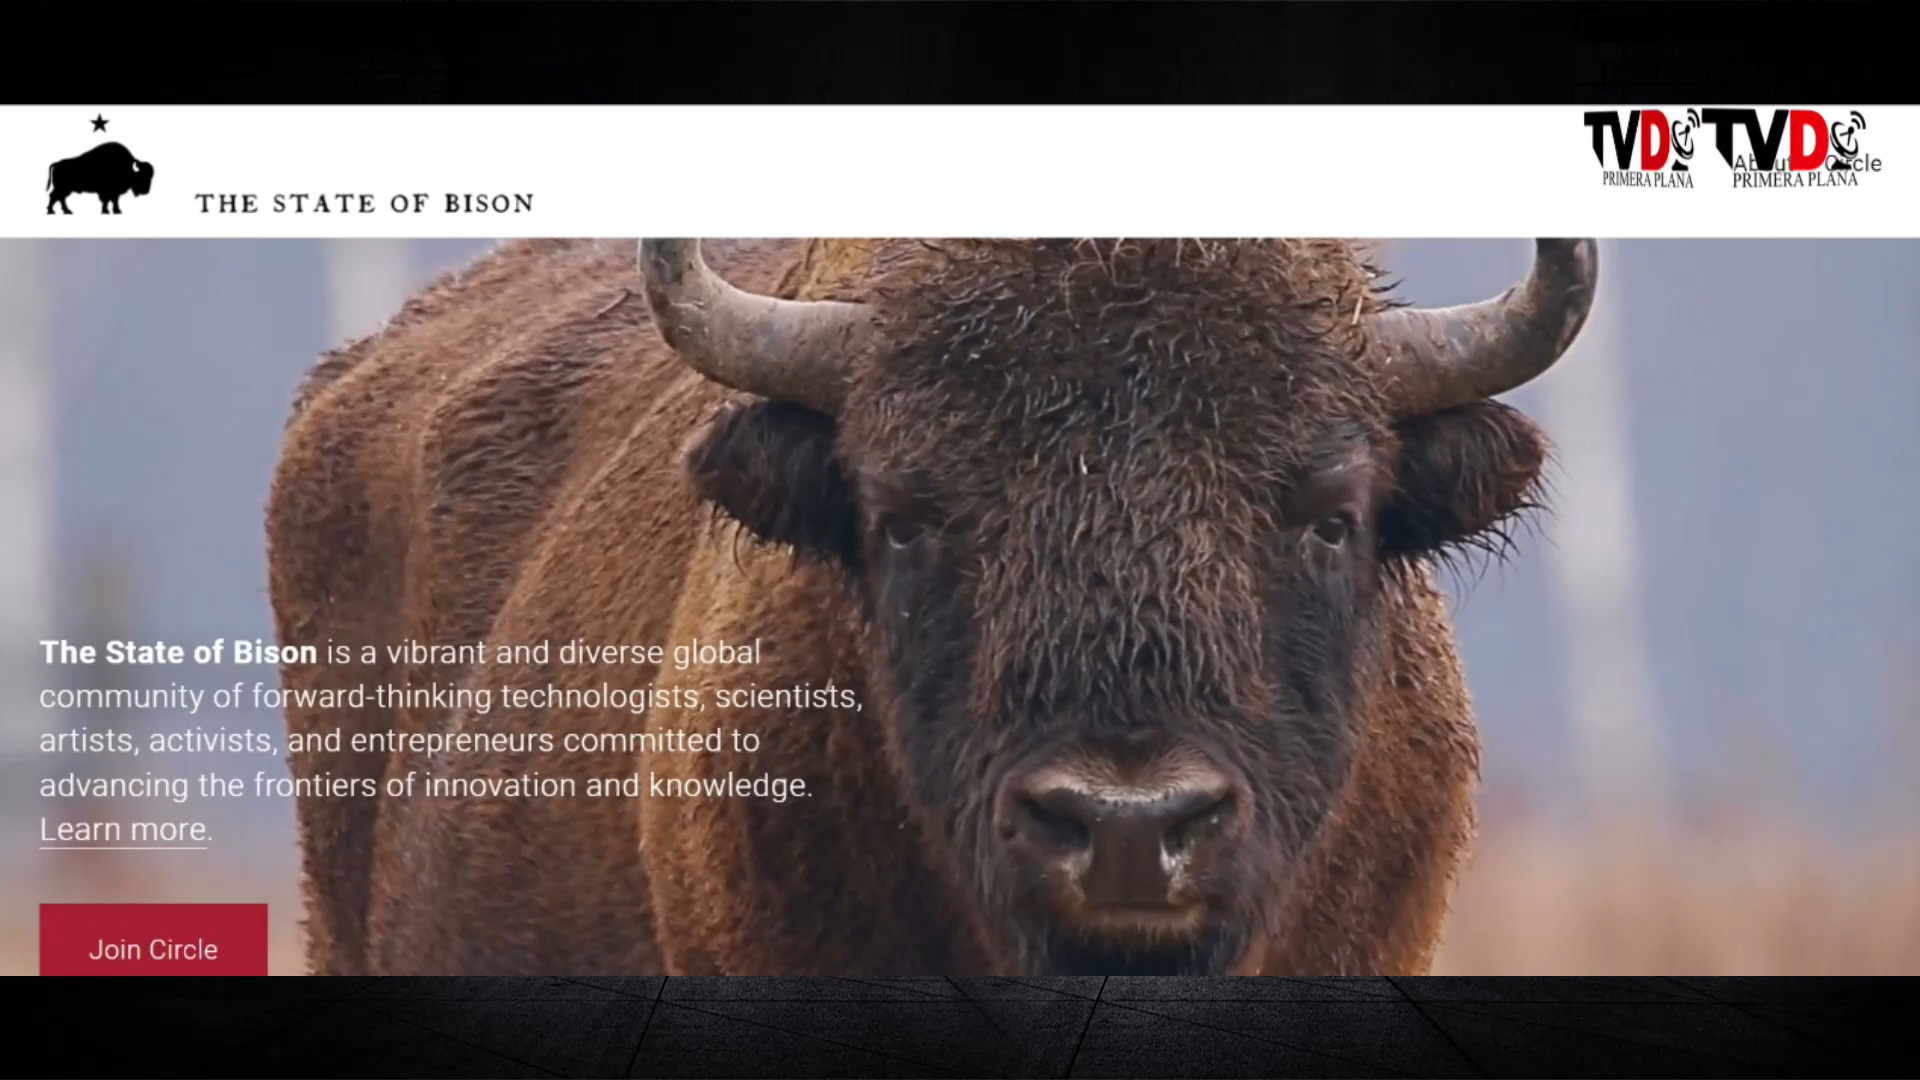 THE STATE OF BISON
TVD TVD
PRIMERA PLANA PRIMERA PLANA
About Circle
The State of Bison is a vibrant and diverse global
community of forward-thinking technologists, scientists,
artists, activists, and entrepreneurs committed to
advancing the frontiers of innovation and knowledge.
Learn more.
Join Circle